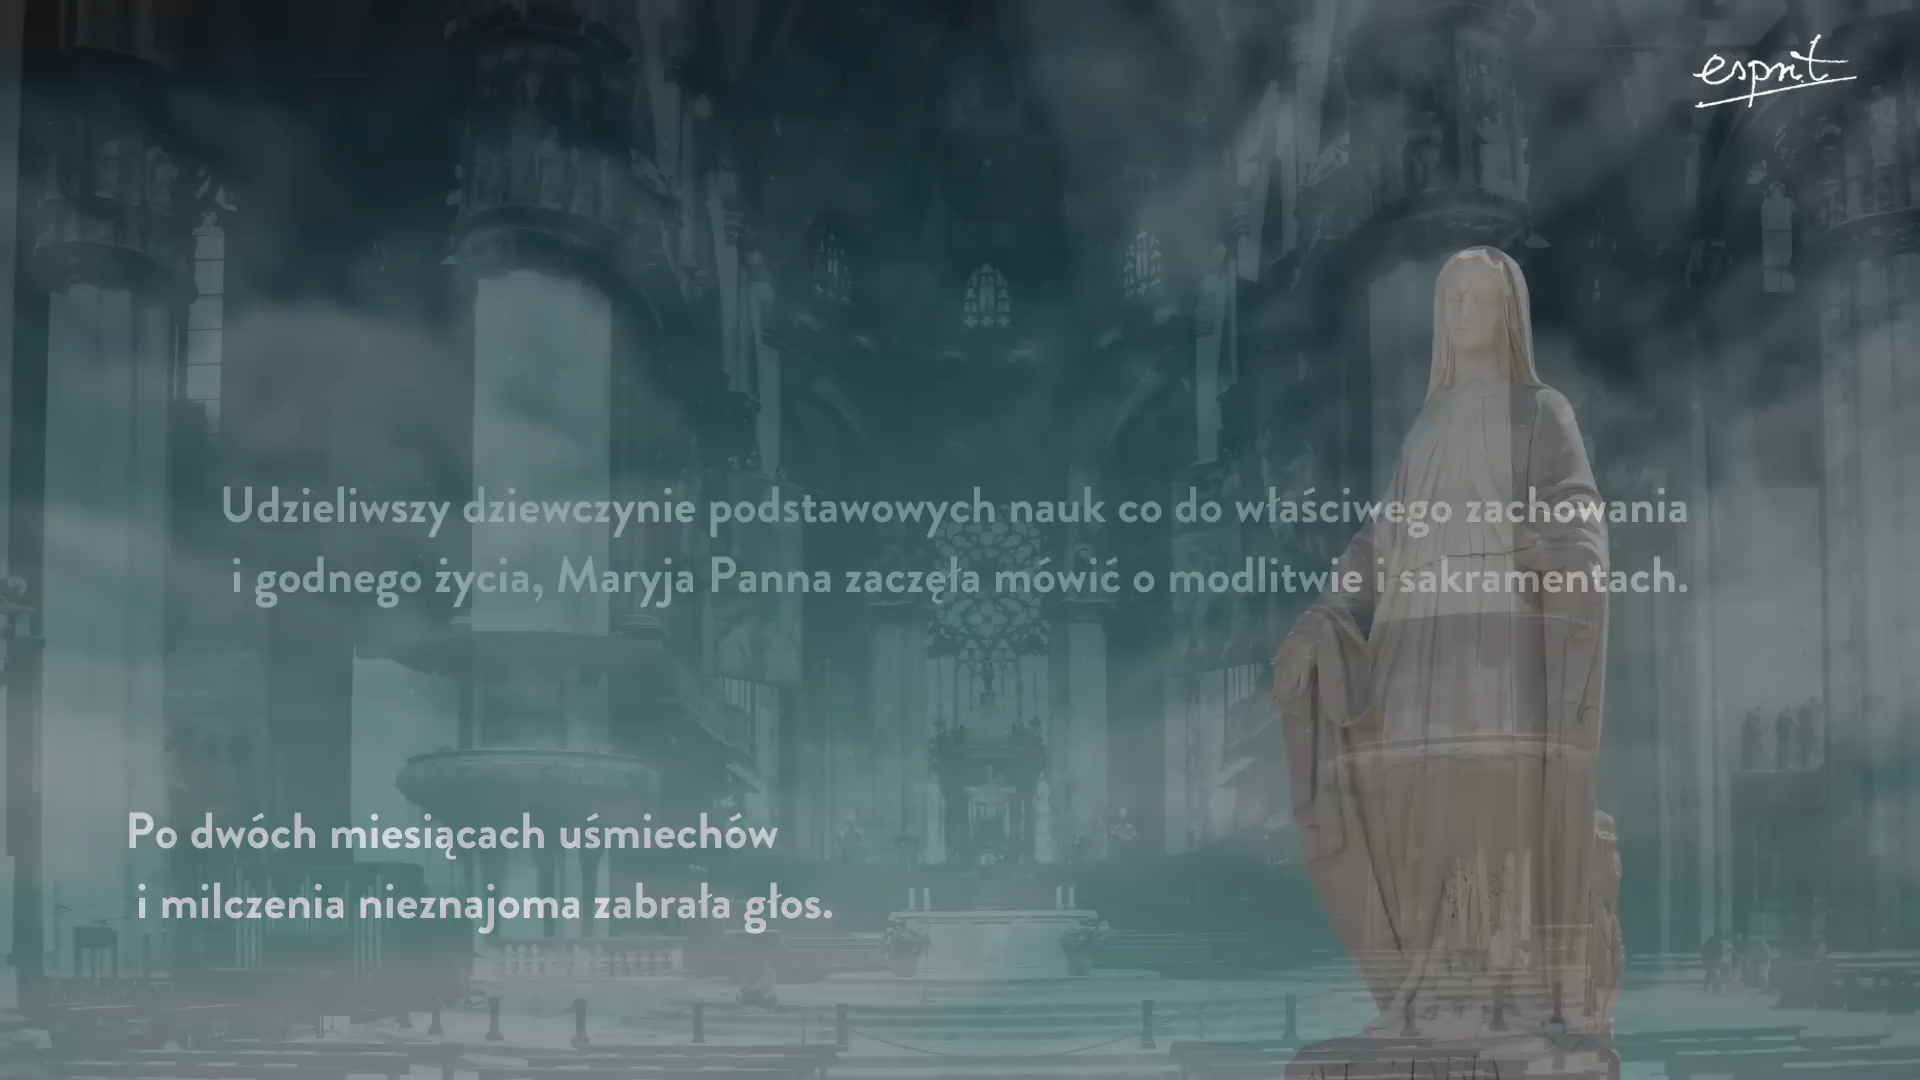 esprit
Udzieliwszy dziewczynie podstawowych nauk co do właściwego zachowania
i godnego życia, Maryja Panna zaczęła mówić o modlitwie i sakramentach.
Po dwóch miesiącach uśmiechów
i milczenia nieznajoma zabrała głos.